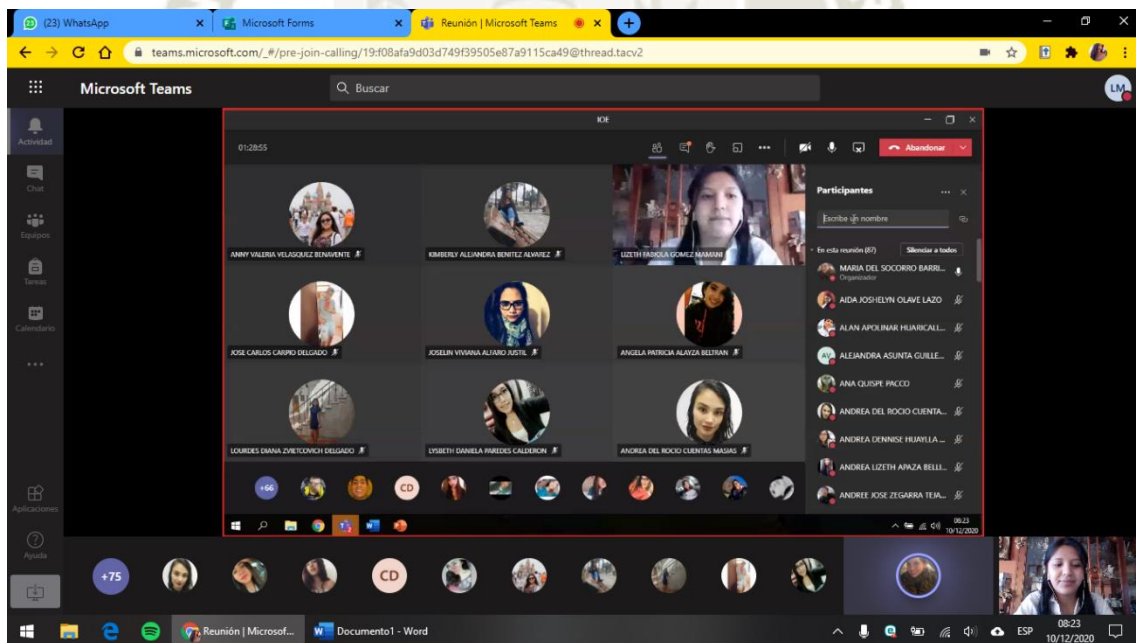 (23) WhatsApp
Microsoft Forms
Reunión | Microsoft Teams
teams.microsoft.com/_#/pre-join-calling/19:f08afa9d03d749f39505e87a9115ca49@thread.tacv2
Microsoft Teams
Buscar
LM
Actividad
Chat
Equipos
Tareas
Calendario
Aplicaciones
Ayuda
IOE
01:28:55
Abandonar
ANNY VALERIA VELASQUEZ BENAVENTE
KIMBERLY ALEJANDRA BENITEZ ALVAREZ
LIZETH FABIOLA GOMEZ MAMANI
JOSE CARLOS CARPIO DELGADO
JOSELIN VIVIANA ALFARO JUSTIL
ANGELA PATRICIA ALAYZA BELTRAN
LOURDES DIANA ZVIETCOVICH DELGADO
LYSBETH DANIELA PAREDES CALDERON
ANDREA DEL ROCIO CUENTAS MASIAS
+66
CD
Participantes
Escribe un nombre
En esta reunión (87)
Silenciar a todos
MARIA DEL SOCORRO BARRI...
Organizador
AIDA JOSHELYN OLAVE LAZO
ALAN APOLINAR HUARICALL...
AV
ALEJANDRA ASUNTA GUILLE...
ANA QUISPE PACCO
ANDREA DEL ROCIO CUENTA...
ANDREA DENNISE HUAYLLA ...
ANDREA LIZETH APAZA BELLI...
ANDREE JOSE ZEGARRA TEJA...
08:23
10/12/2020
+75
CD
Reunión | Microsof...
Documento1 - Word
ESP
08:23
10/12/2020